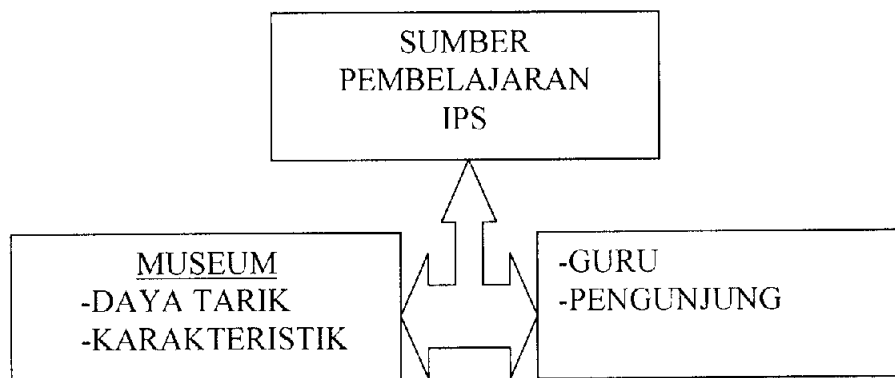 SUMBER
PEMBELAJARAN
IPS
MUSEUM
-DAYA TARIK
-KARAKTERISTIK
-GURU
-PENGUNJUNG